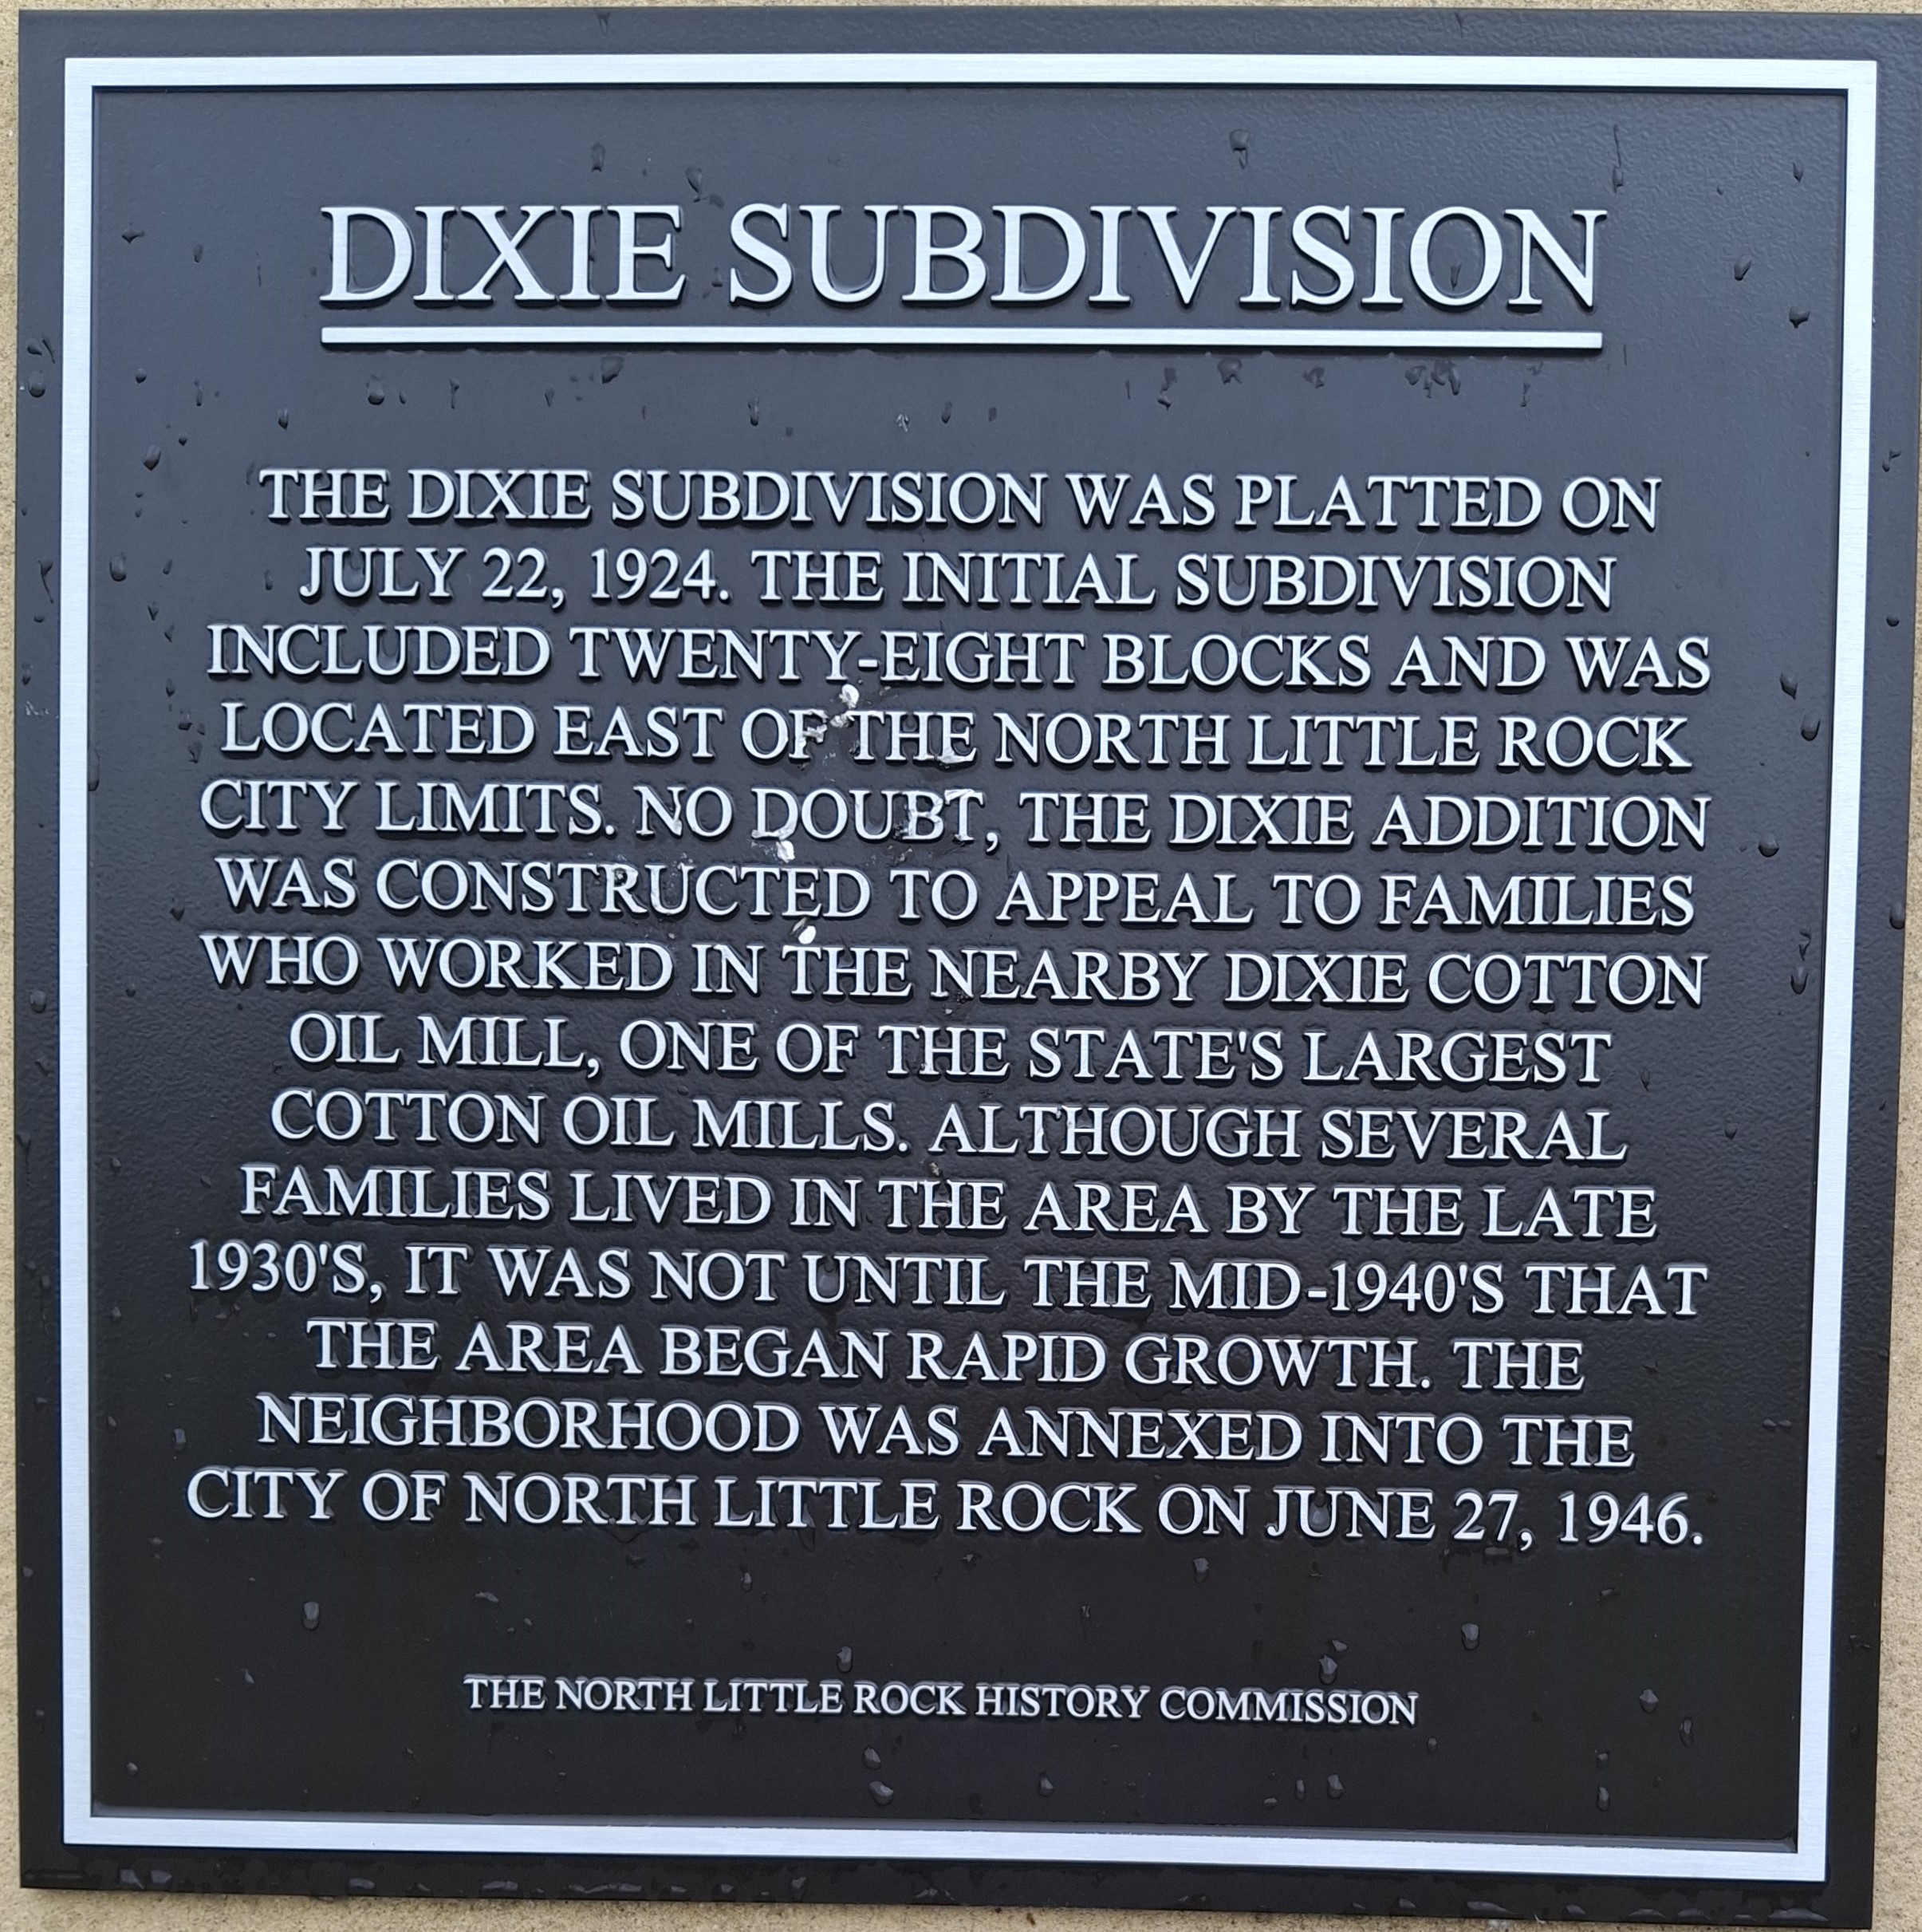 DIXIE SUBDIVISION
THE DIXIE SUBDIVISION WAS PLATTED ON
JULY 22, 1924. THE INITIAL SUBDIVISION
INCLUDED TWENTY-EIGHT BLOCKS AND WAS
LOCATED EAST OF THE NORTH LITTLE ROCK
CITY LIMITS. NO DOUBT, THE DIXIE ADDITION
WAS CONSTRUCTED TO APPEAL TO FAMILIES
WHO WORKED IN THE NEARBY DIXIE COTTON
OIL MILL, ONE OF THE STATE'S LARGEST
COTTON OIL MILLS. ALTHOUGH SEVERAL
FAMILIES LIVED IN THE AREA BY THE LATE
1930'S, IT WAS NOT UNTIL THE MID-1940'S THAT
THE AREA BEGAN RAPID GROWTH. THE
NEIGHBORHOOD WAS ANNEXED INTO THE
CITY OF NORTH LITTLE ROCK ON JUNE 27, 1946.
THE NORTH LITTLE ROCK HISTORY COMMISSION